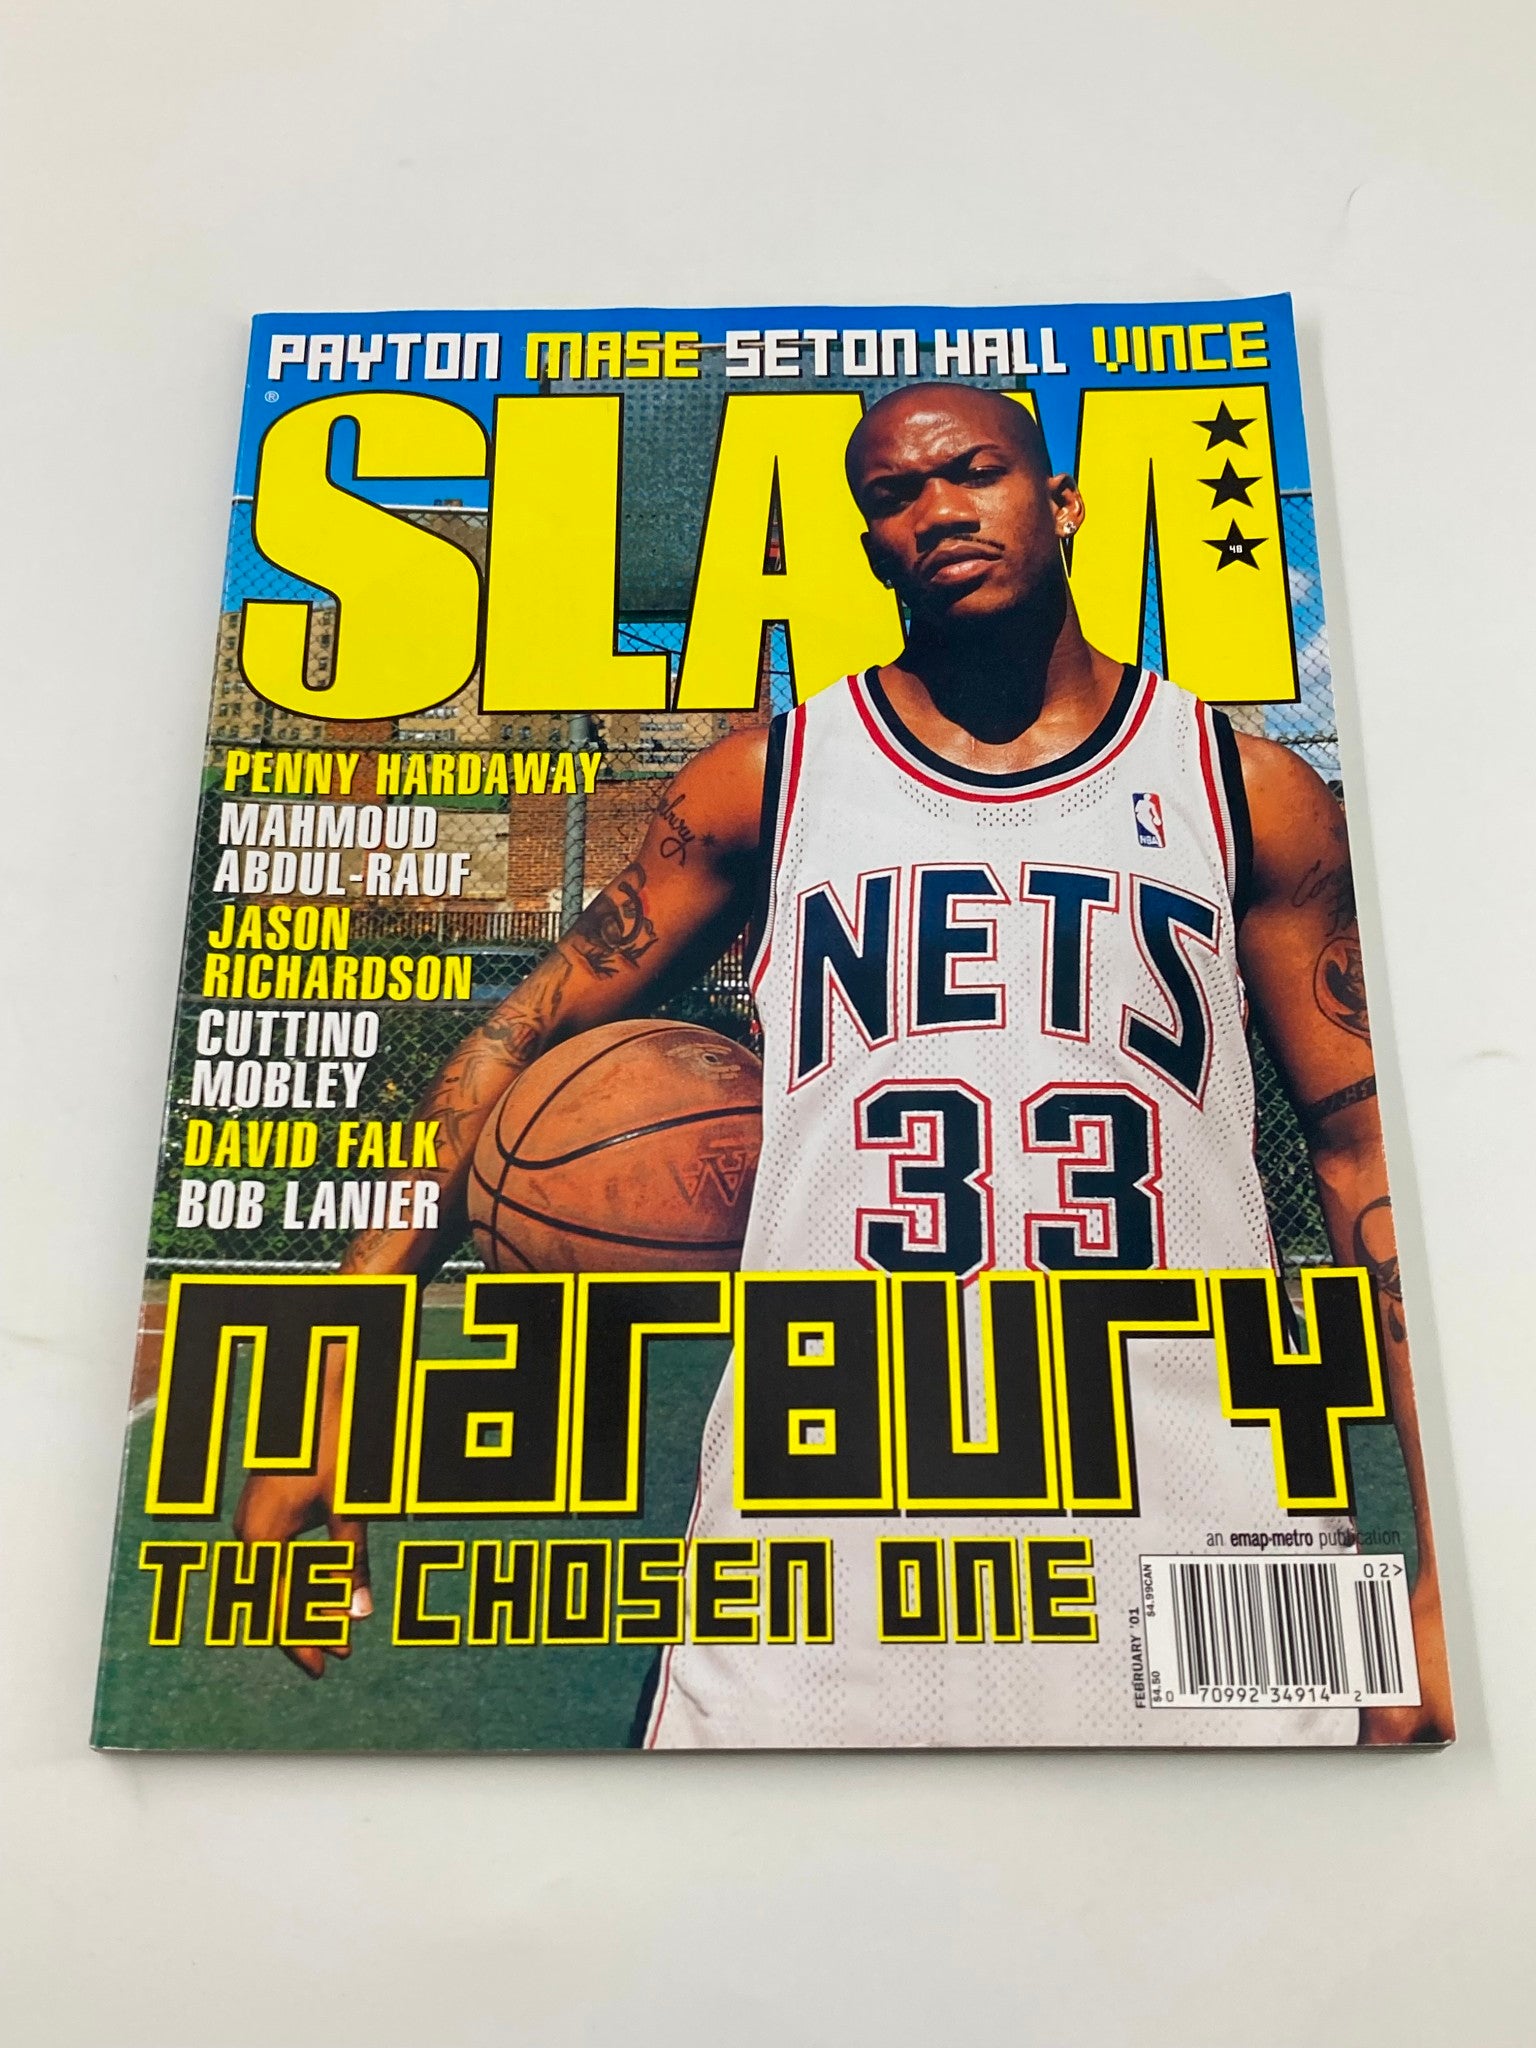 PAYTON MASE SETON HALL VINCE
®
SLAM
48
PENNY HARDAWAY
MAHMOUD
ABDUL-RAUF
JASON
RICHARDSON
CUTTINO
MOBLEY
DAVID FALK
BOB LANIER
NBA
NETS
33
marBury
THE CHOSEN ONE
an emap·metro publication
FEBRUARY '01
$4.50
$4.99CAN
02>
0 70992 34914 2